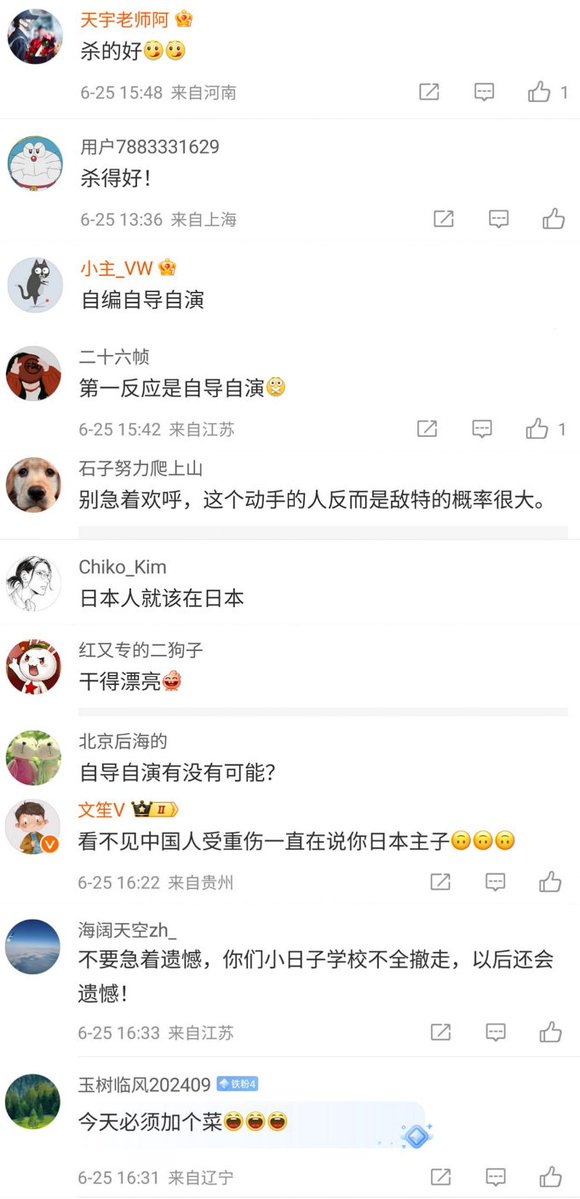 天宇老师阿
杀的好
6-25 15:48 来自河南
1
用户7883331629
杀得好！
6-25 13:36 来自上海
小主_VW
自编自导自演
二十六帧
第一反应是自导自演
6-25 15:42 来自江苏
1
石子努力爬上山
别急着欢呼，这个动手的人反而是敌特的概率很大。
Chiko_Kim
日本人就该在日本
红又专的二狗子
干得漂亮
北京后海的
自导自演有没有可能？
文笙V II
看不见中国人受重伤一直在说你日本主子
6-25 16:22 来自贵州
海阔天空zh_
不要急着遗憾，你们小日子学校不全撤走，以后还会
遗憾！
6-25 16:33 来自江苏
玉树临风202409 铁粉4
今天必须加个菜
6-25 16:31 来自辽宁